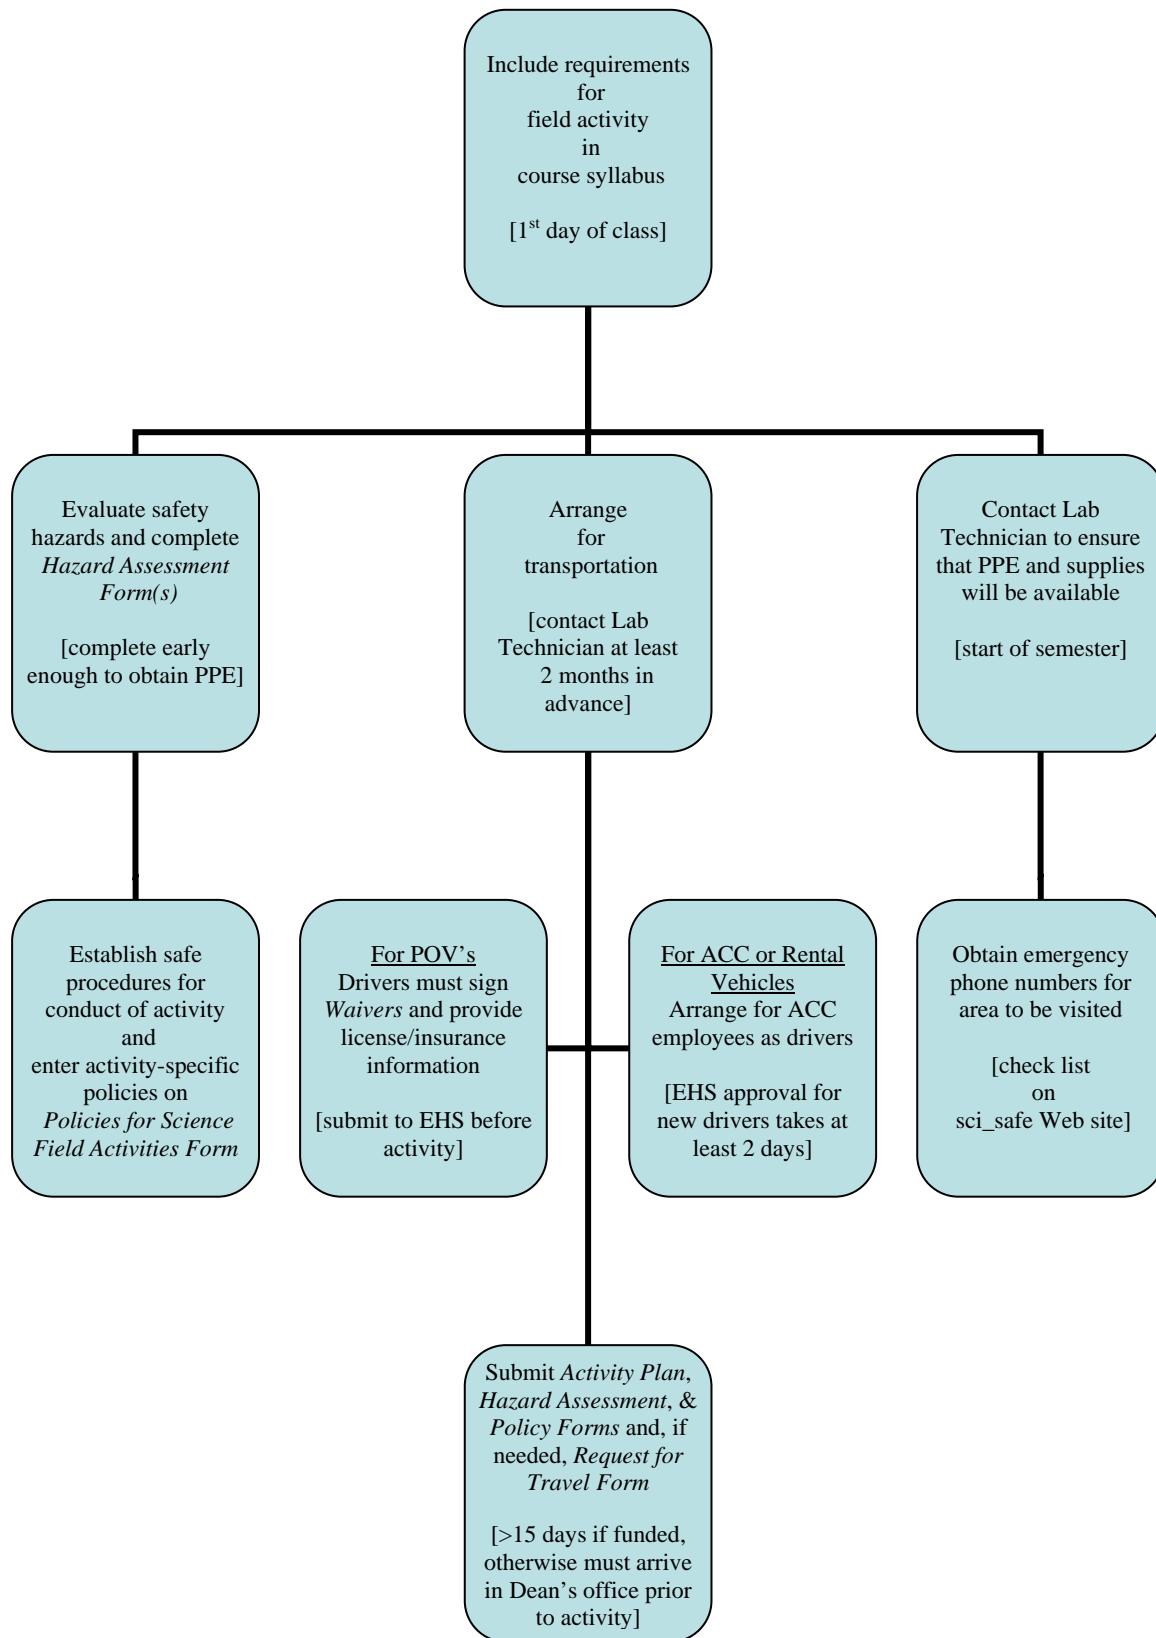 Include requirements
for
field activity
in
course syllabus
[1st day of class]
Evaluate safety
hazards and complete
Hazard Assessment
Form(s)
[complete early
enough to obtain PPE]
Arrange
for
transportation
[contact Lab
Technician at least
2 months in
advance]
Contact Lab
Technician to ensure
that PPE and supplies
will be available
[start of semester]
Establish safe
procedures for
conduct of activity
and
enter activity-specific
policies on
Policies for Science
Field Activities Form
For POV's
Drivers must sign
Waivers and provide
license/insurance
information
[submit to EHS before
activity]
For ACC or Rental
Vehicles
Arrange for ACC
employees as drivers
[EHS approval for
new drivers takes at
least 2 days]
Obtain emergency
phone numbers for
area to be visited
[check list
on
sci_safe Web site]
Submit Activity Plan,
Hazard Assessment, &
Policy Forms and, if
needed, Request for
Travel Form
[>15 days if funded,
otherwise must arrive
in Dean's office prior
to activity]